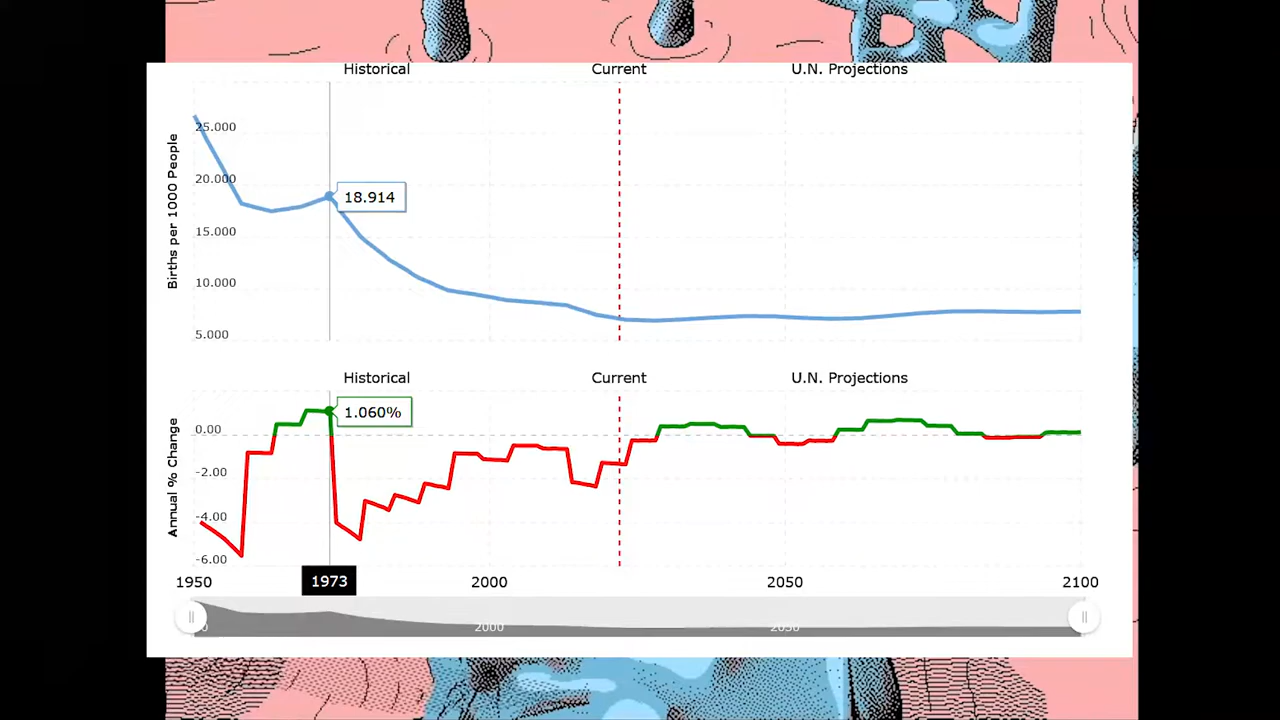 Historical Current U.N. Projections
Births per 1000 People
25.000
20.000
18.914
15.000
10.000
5.000
Historical Current U.N. Projections
Annual % Change
1.060%
0.00
-2.00
-4.00
-6.00
1950 1973 2000 2050 2100
2000 2050